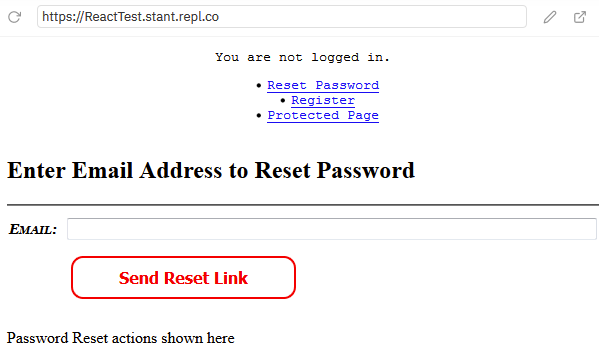 https://ReactTest.stant.repl.co
You are not logged in.
• Reset Password
• Register
• Protected Page
Enter Email Address to Reset Password
EMAIL:
Send Reset Link
Password Reset actions shown here